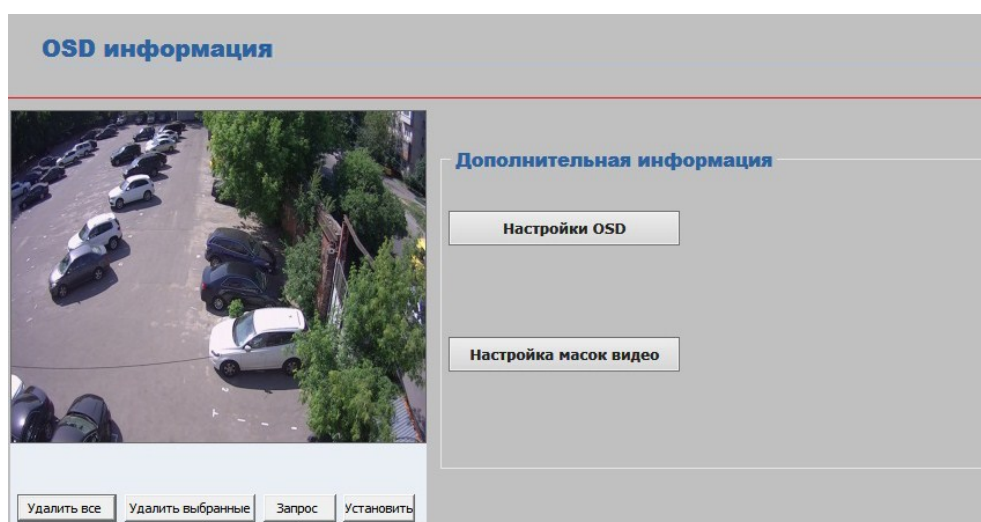 OSD информация
Дополнительная информация
Настройки OSD
Настройка масок видео
Удалить все Удалить выбранные Запрос Установить